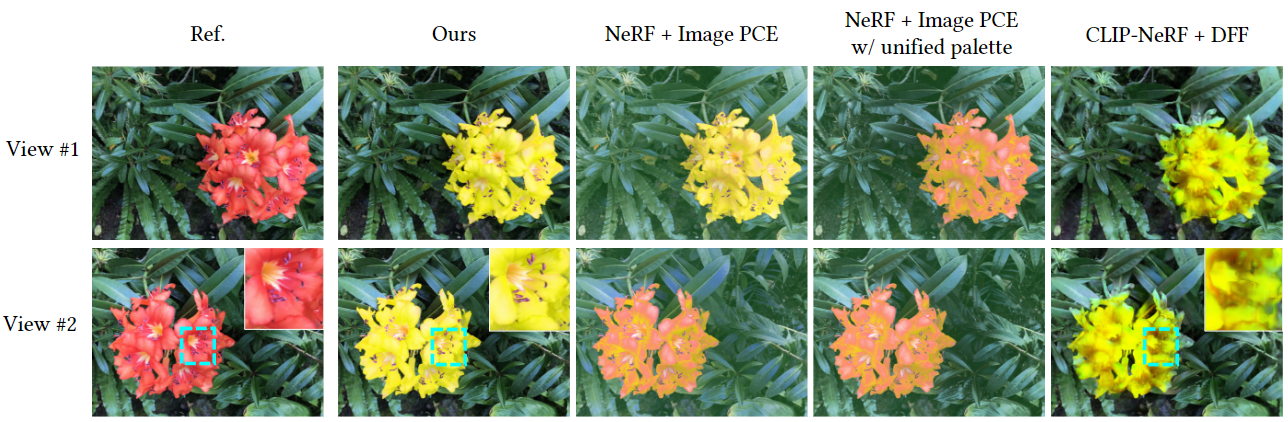 Ref.
Ours
NeRF + Image PCE
NeRF + Image PCE
w/ unified palette
CLIP-NeRF + DFF
View #1
View #2